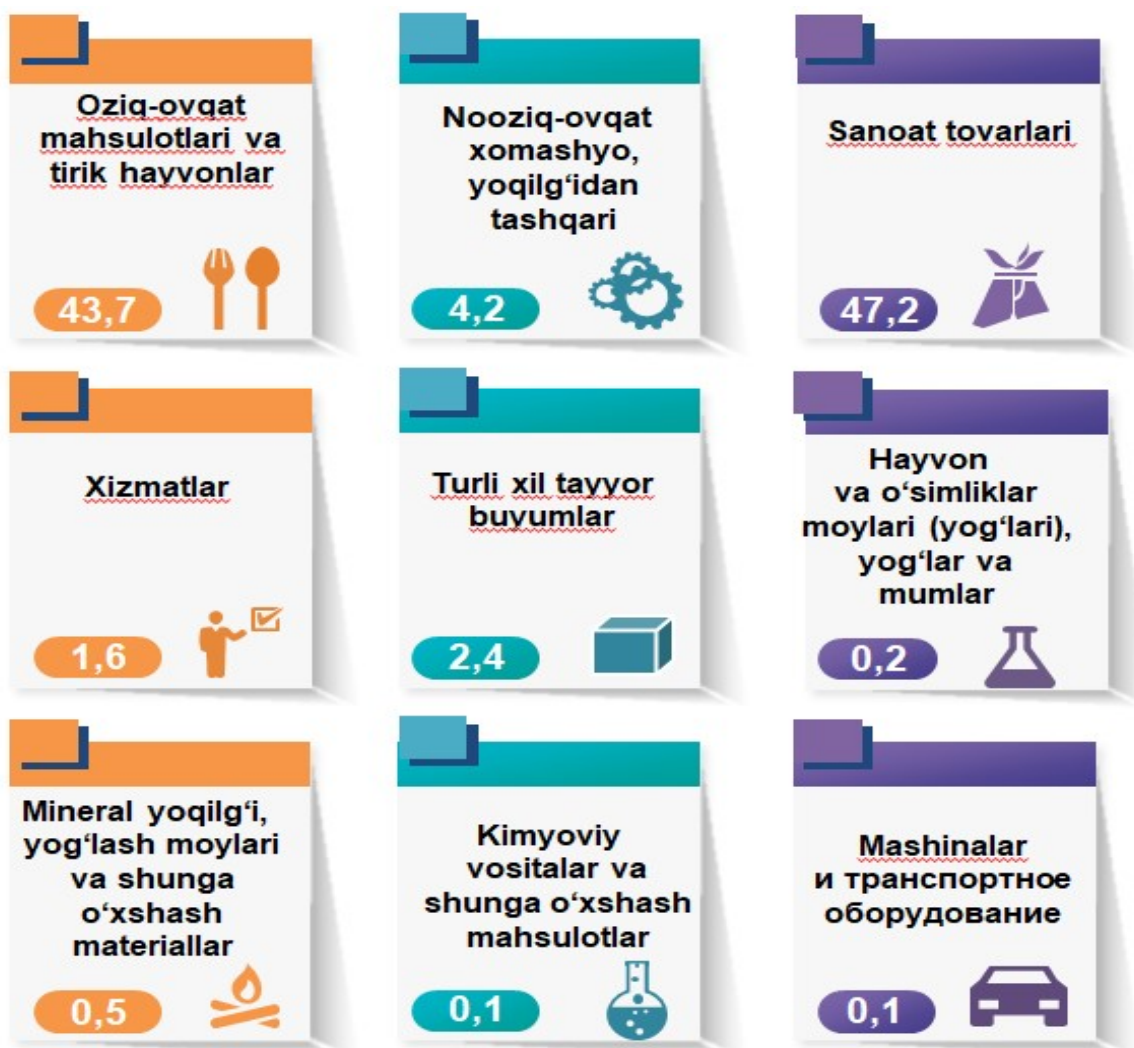 Oziq-ovqat
mahsulotlari va
tirik hayvonlar
43,7
Nooziq-ovqat
xomashyo,
yoqilg‘idan
tashqari
4,2
Sanoat tovarlari
47,2
Xizmatlar
1,6
Turli xil tayyor
buyumlar
2,4
Hayvon
va o‘simliklar
moylari (yog‘lari),
yog‘lar va
mumlar
0,2
Mineral yoqilg‘i,
yog‘lash moylari
va shunga
o‘xshash
materiallar
0,5
Kimyoviy
vositalar va
shunga o‘xshash
mahsulotlar
0,1
Mashinalar
и транспортное
оборудование
0,1